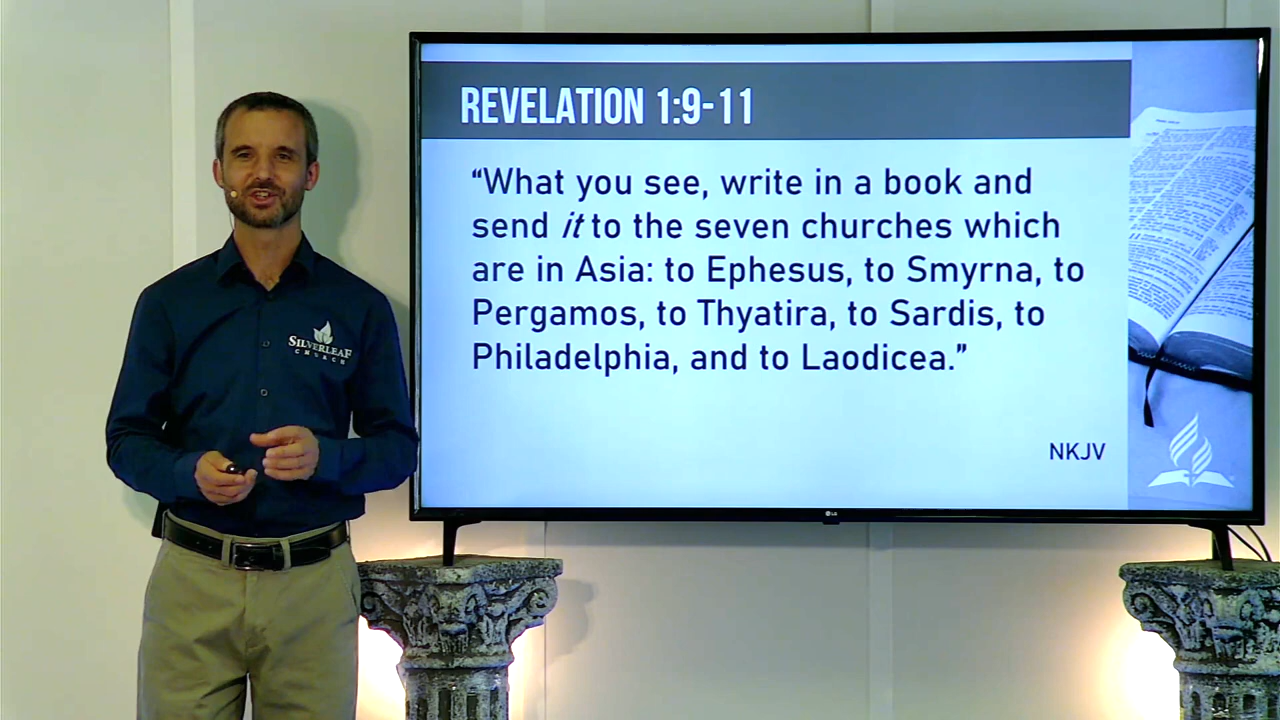 REVELATION 1:9-11
“What you see, write in a book and
send it to the seven churches which
are in Asia: to Ephesus, to Smyrna, to
Pergamos, to Thyatira, to Sardis, to
Philadelphia, and to Laodicea.”
NKJV
SILVERLEAF
CHURCH
LG